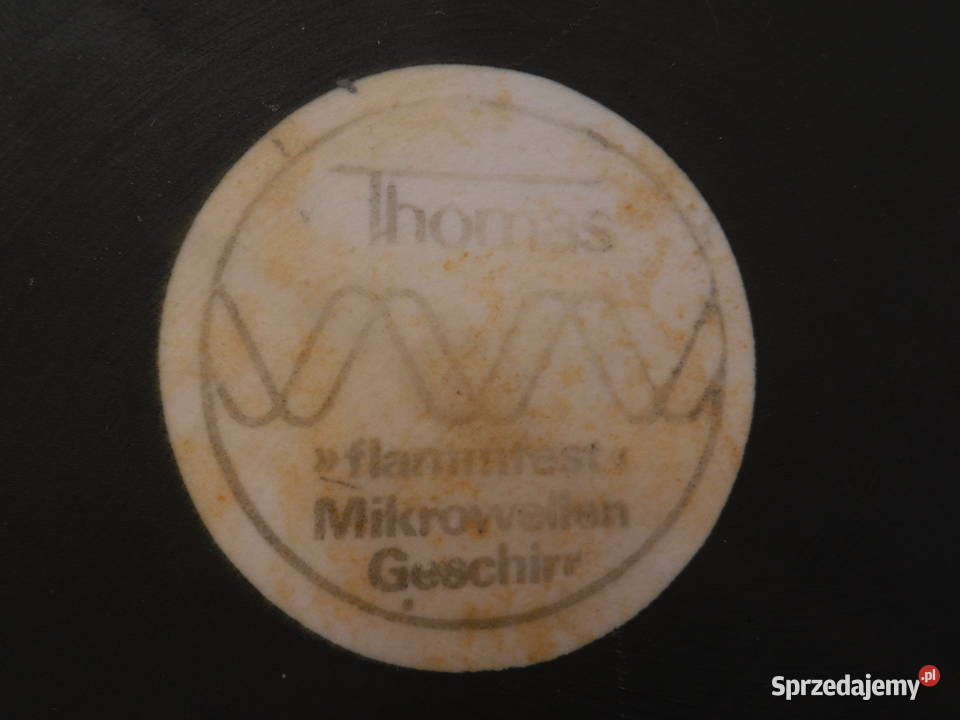 Thomas
»flammfest«
Mikrowellen
Geschirr
Sprzedajemy.pl